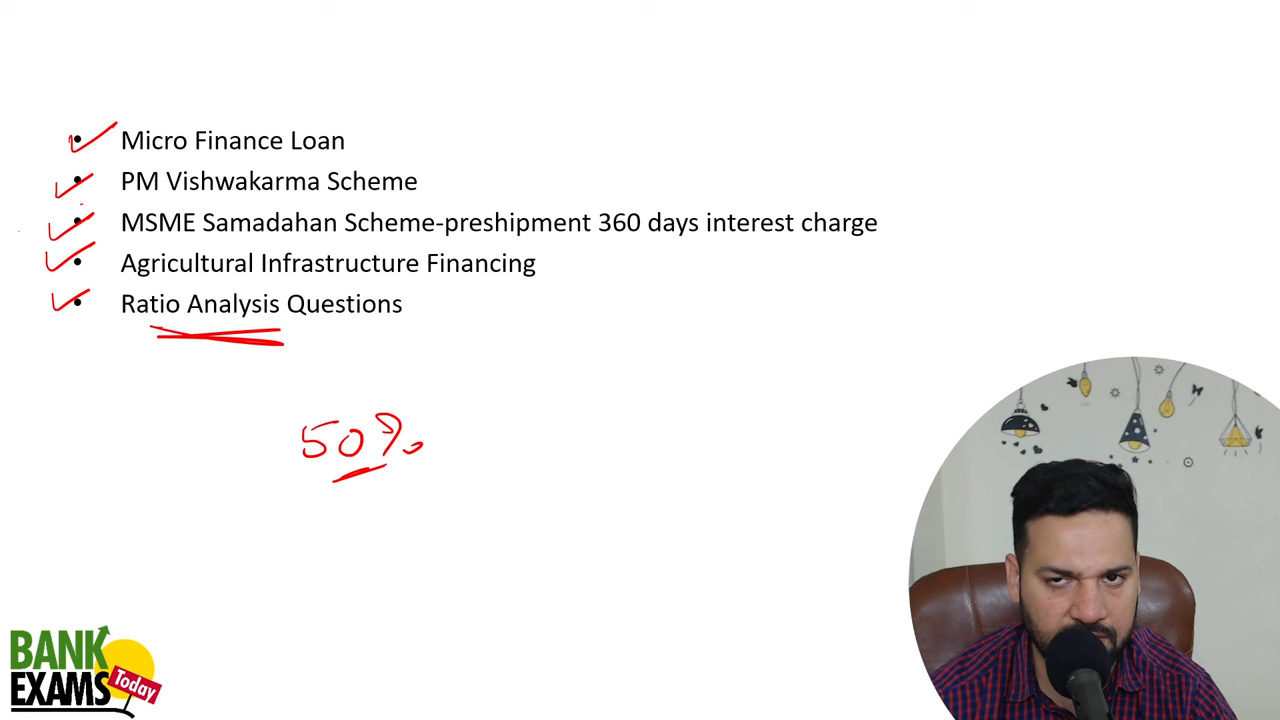 Micro Finance Loan
PM Vishwakarma Scheme
MSME Samadahan Scheme-preshipment 360 days interest charge
Agricultural Infrastructure Financing
Ratio Analysis Questions
50%
BANK
EXAMS
Today